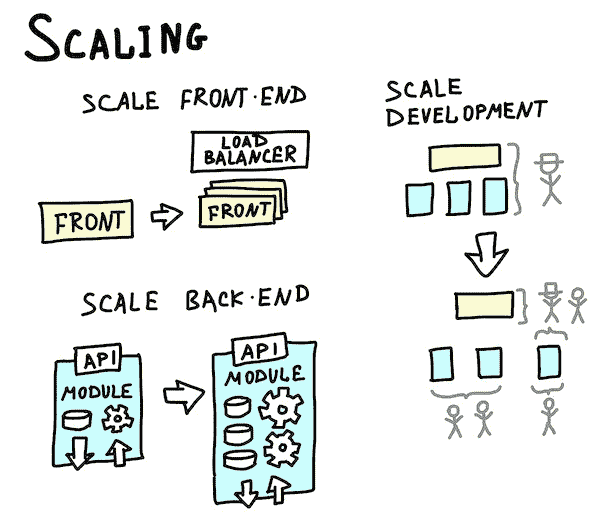 SCALING
SCALE FRONT·END
LOAD
BALANCER
FRONT
FRONT
SCALE BACK·END
API
MODULE
API
MODULE
SCALE
DEVELOPMENT